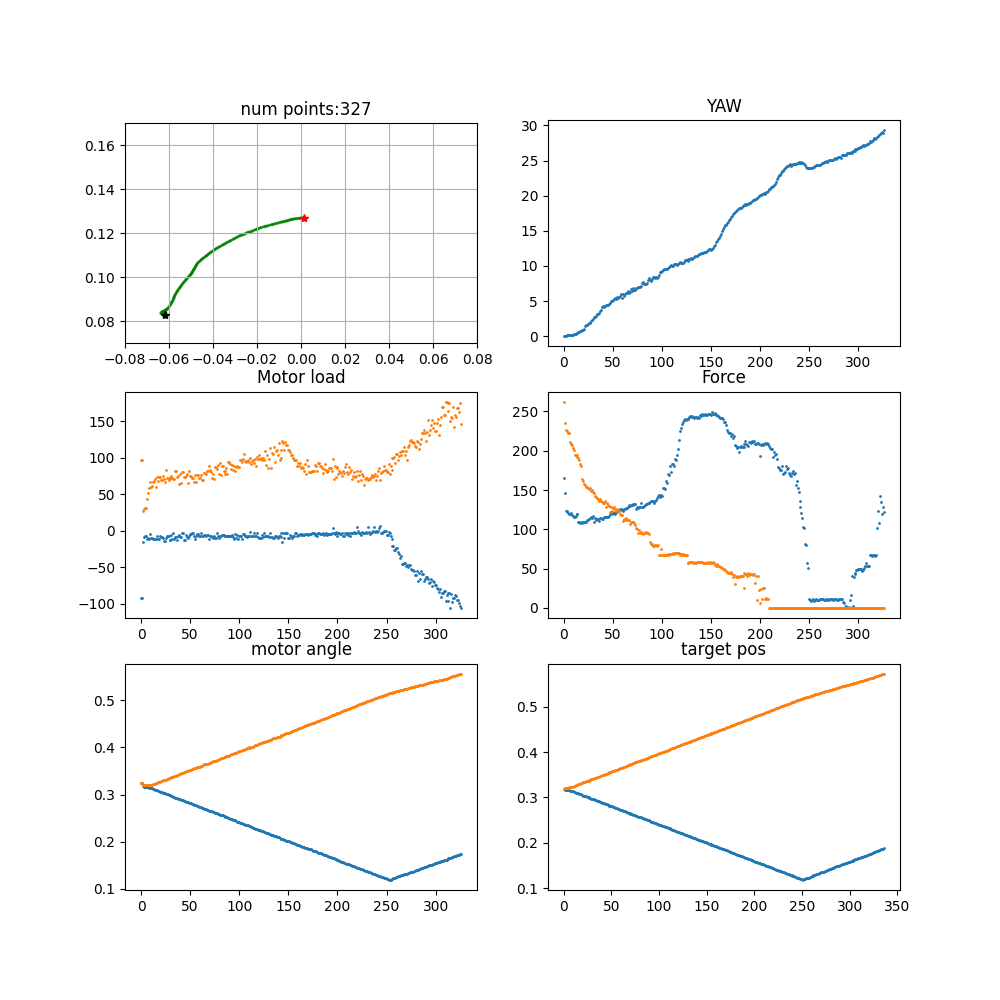 num points:327
YAW
0.16
0.14
0.12
0.10
0.08
−0.08 −0.06 −0.04 −0.02 0.00 0.02 0.04 0.06 0.08
30
25
20
15
10
5
0
0 50 100 150 200 250 300
Motor load
Force
150
100
50
0
−50
−100
0 50 100 150 200 250 300
250
200
150
100
50
0
0 50 100 150 200 250 300
motor angle
target pos
0.5
0.4
0.3
0.2
0.1
0 50 100 150 200 250 300
0.5
0.4
0.3
0.2
0.1
0 50 100 150 200 250 300 350